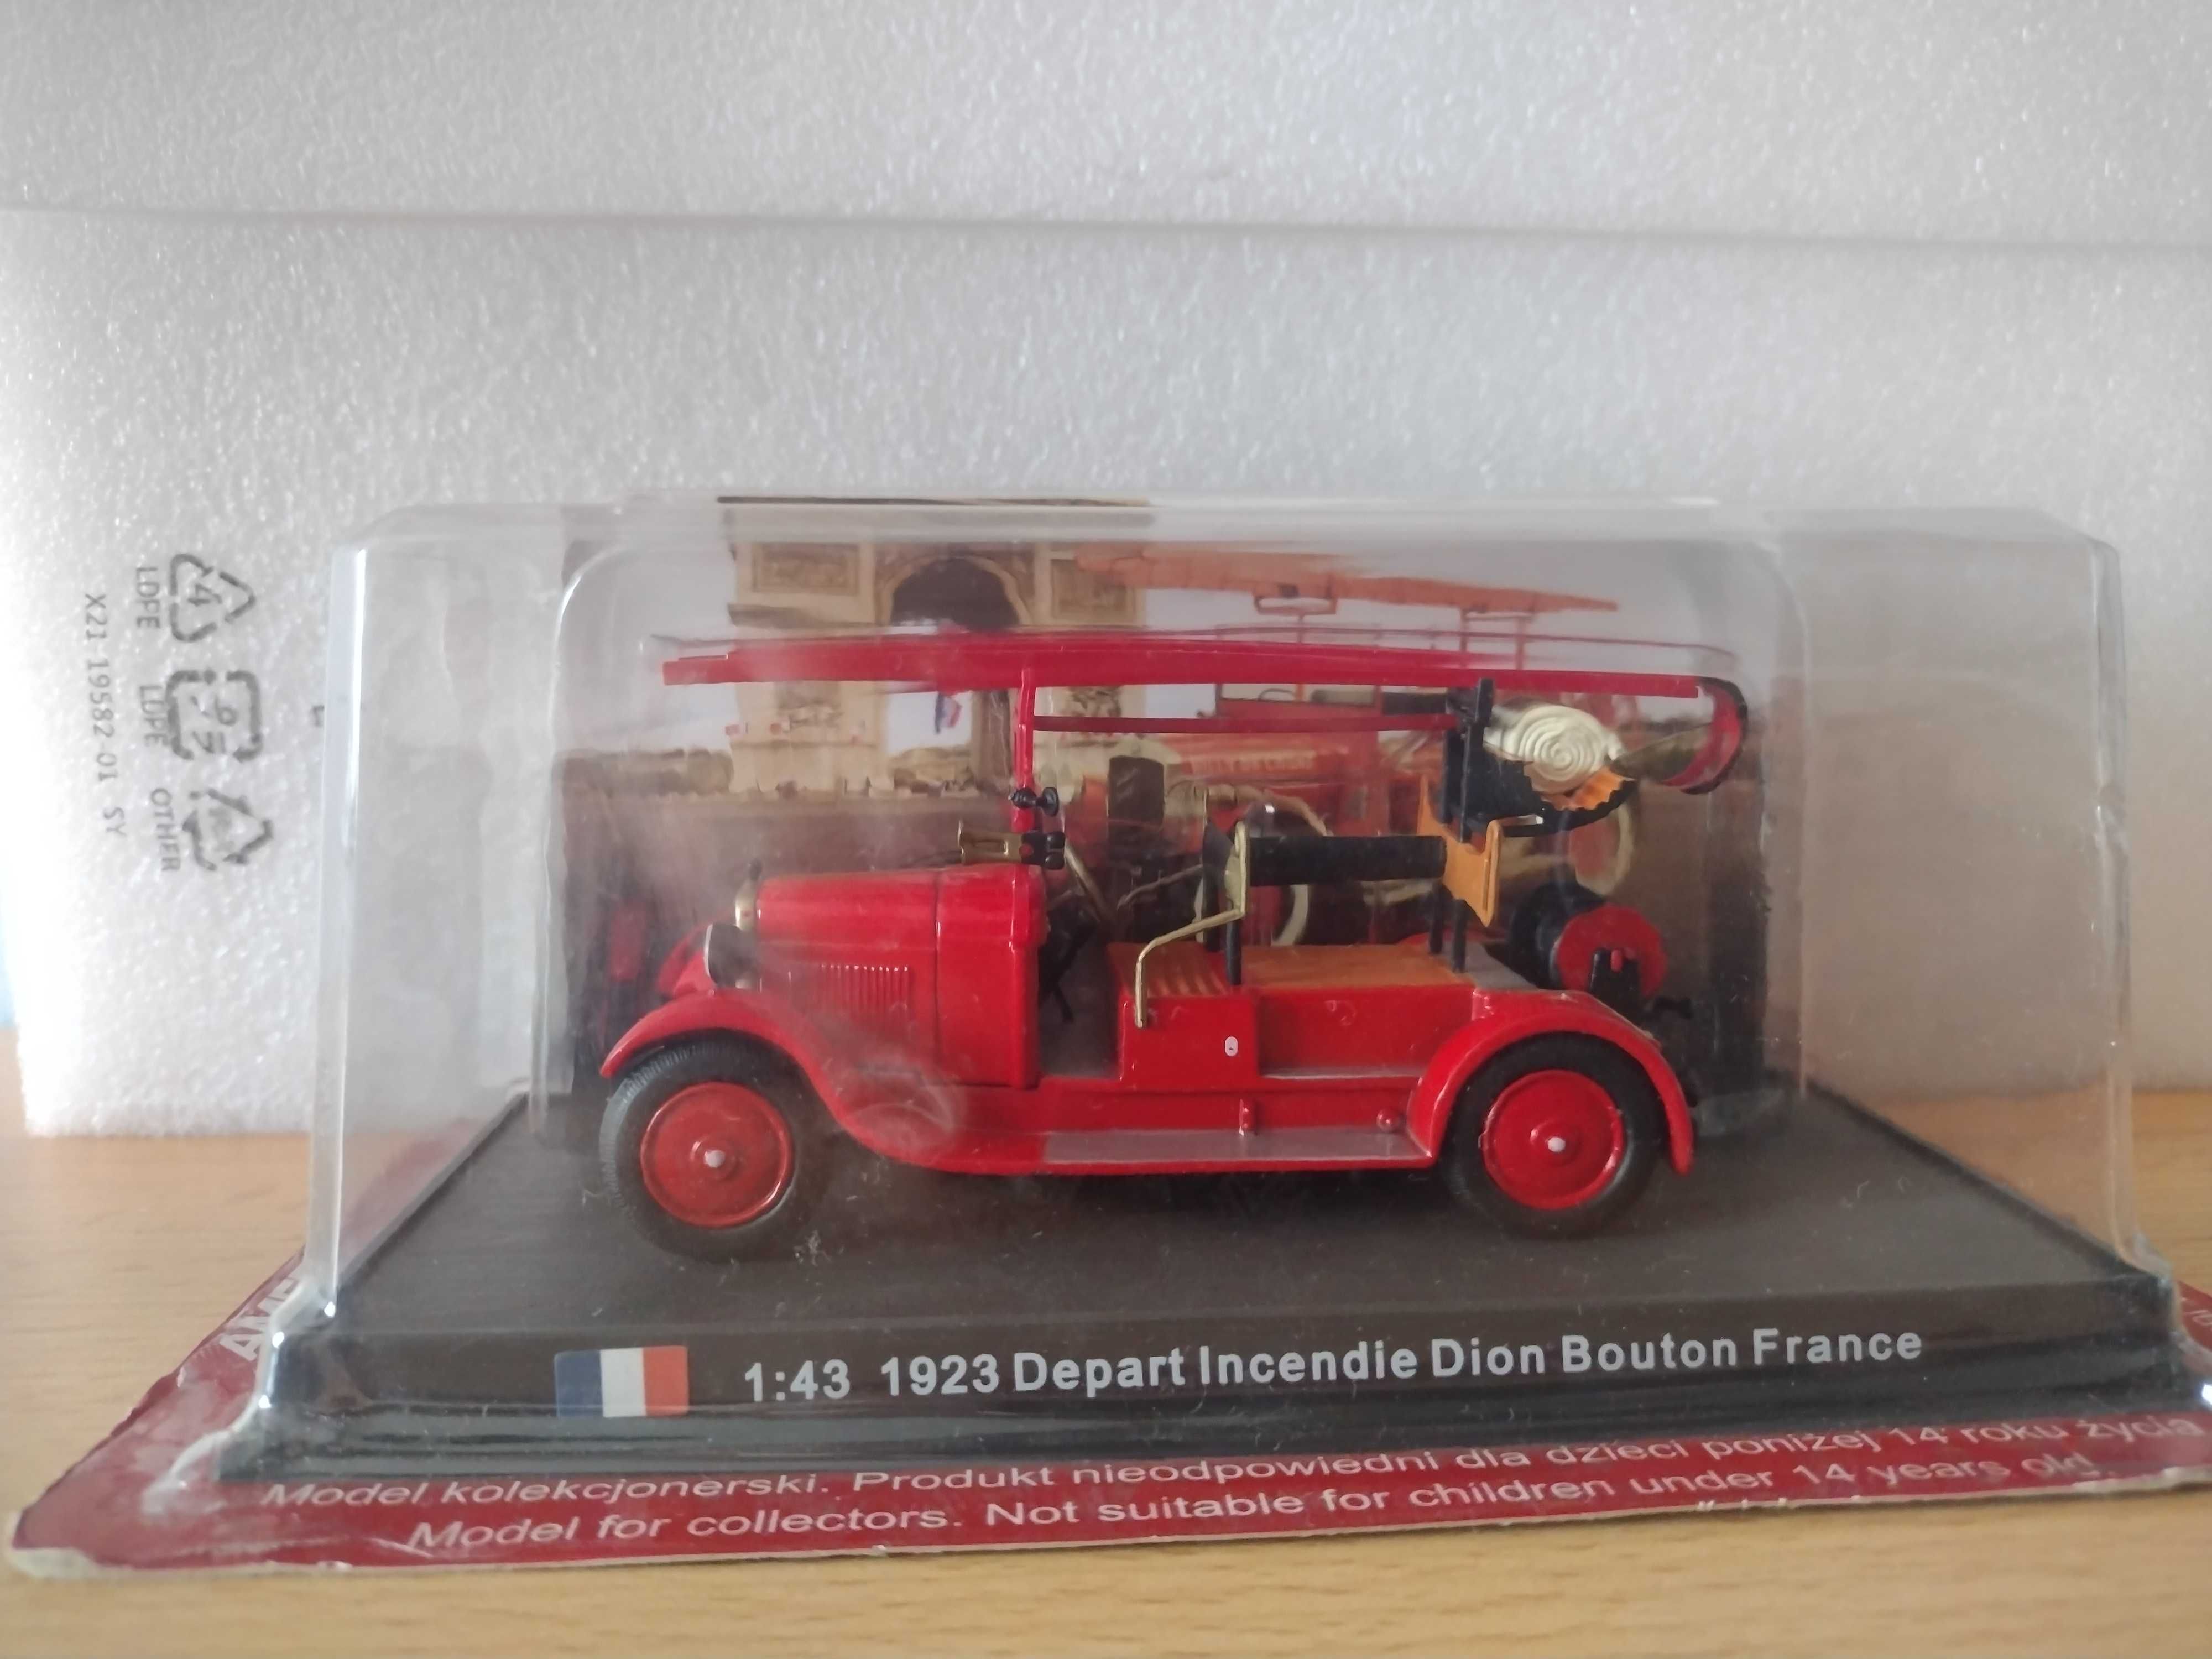 4
LDPE LDPE OTHER
X21-19582-01 SY
1:43 1923 Depart Incendie Dion Bouton France
Model kolekcjonerski. Produkt nieodpowiedni dla dzieci poniżej 14 roku życia
Model for collectors. Not suitable for children under 14 years old.